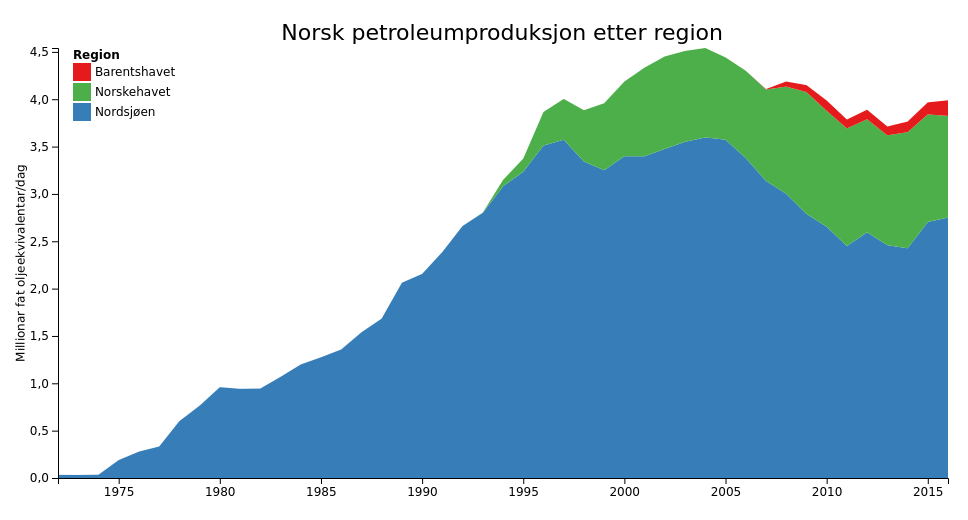 Norsk petroleumproduksjon etter region
Region
Barentshavet
Norskehavet
Nordsjøen
Millionar fat oljeekvivalentar/dag
4,5
4,0
3,5
3,0
2,5
2,0
1,5
1,0
0,5
0,0
1975 1980 1985 1990 1995 2000 2005 2010 2015